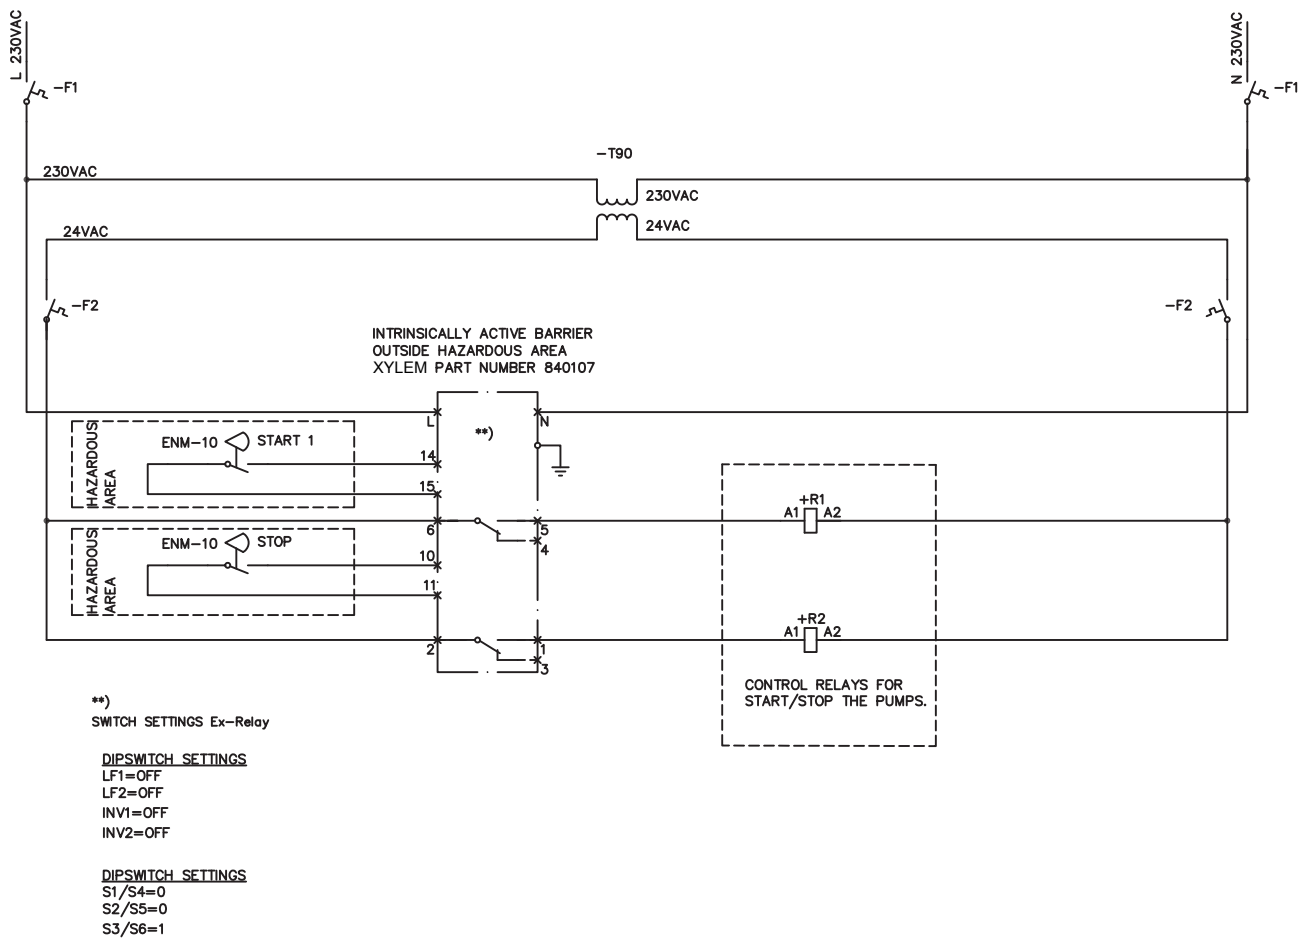 L 230VAC
-F1
N 230VAC
-F1
-T90
230VAC
230VAC
24VAC
24VAC
-F2
-F2
INTRINSICALLY ACTIVE BARRIER
OUTSIDE HAZARDOUS AREA
XYLEM PART NUMBER 840107
L
N
**)
HAZARDOUS
AREA
ENM-10
START 1
14
15
6
5
4
+R1
A1
A2
HAZARDOUS
AREA
ENM-10
STOP
10
11
2
1
3
+R2
A1
A2
CONTROL RELAYS FOR
START/STOP THE PUMPS.
**)
SWITCH SETTINGS Ex-Relay
DIPSWITCH SETTINGS
LF1=OFF
LF2=OFF
INV1=OFF
INV2=OFF
DIPSWITCH SETTINGS
S1/S4=0
S2/S5=0
S3/S6=1